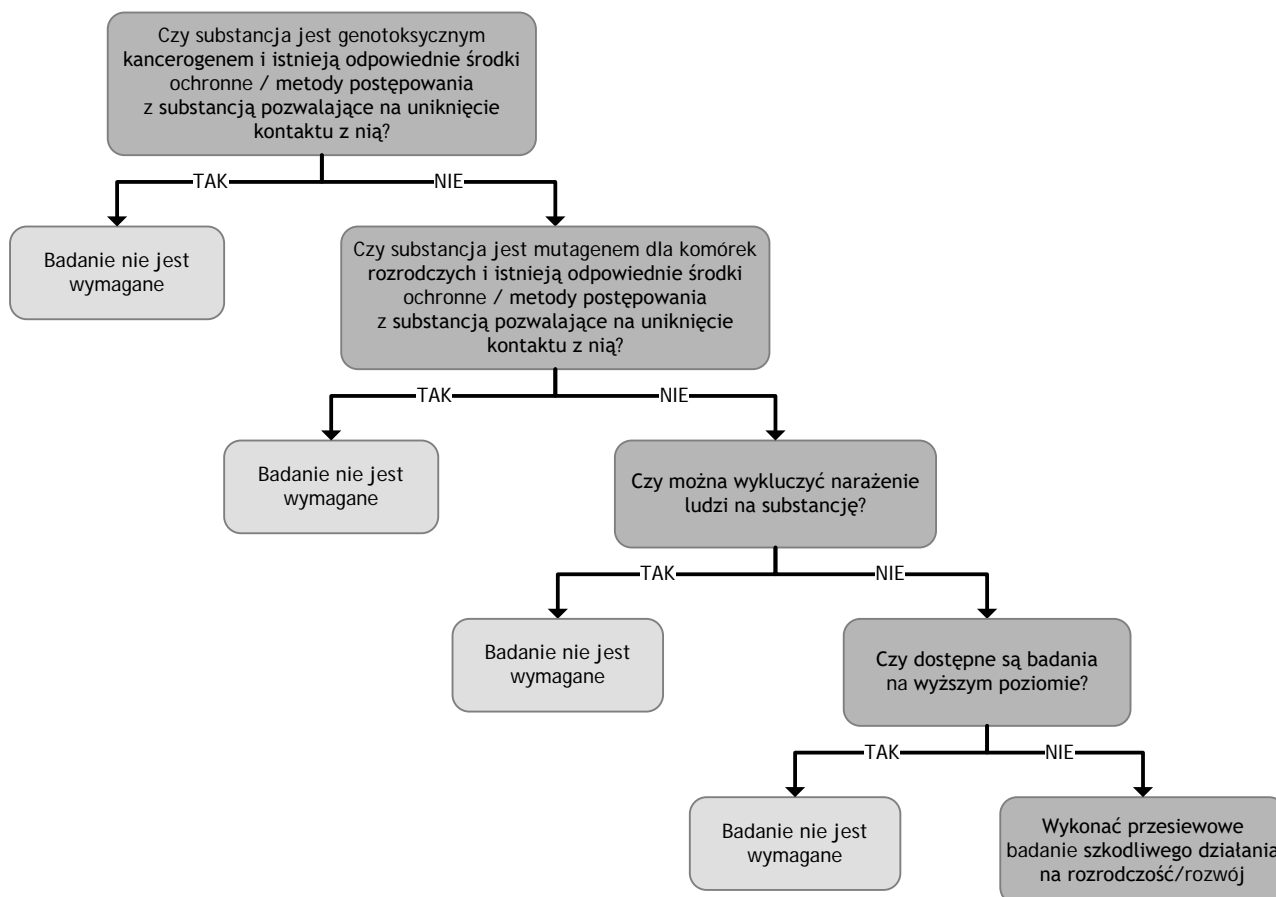 Czy substancja jest genotoksycznym
kancerogenem i istnieją odpowiednie środki
ochronne / metody postępowania
z substancją pozwalające na uniknięcie
kontaktu z nią?
TAK
NIE
Badanie nie jest
wymagane
Czy substancja jest mutagenem dla komórek
rozrodczych i istnieją odpowiednie środki
ochronne / metody postępowania
z substancją pozwalające na uniknięcie
kontaktu z nią?
TAK
NIE
Badanie nie jest
wymagane
Czy można wykluczyć narażenie
ludzi na substancję?
TAK
NIE
Badanie nie jest
wymagane
Czy dostępne są badania
na wyższym poziomie?
TAK
NIE
Badanie nie jest
wymagane
Wykonać przesiewowe
badanie szkodliwego działania
na rozrodczość/rozwój